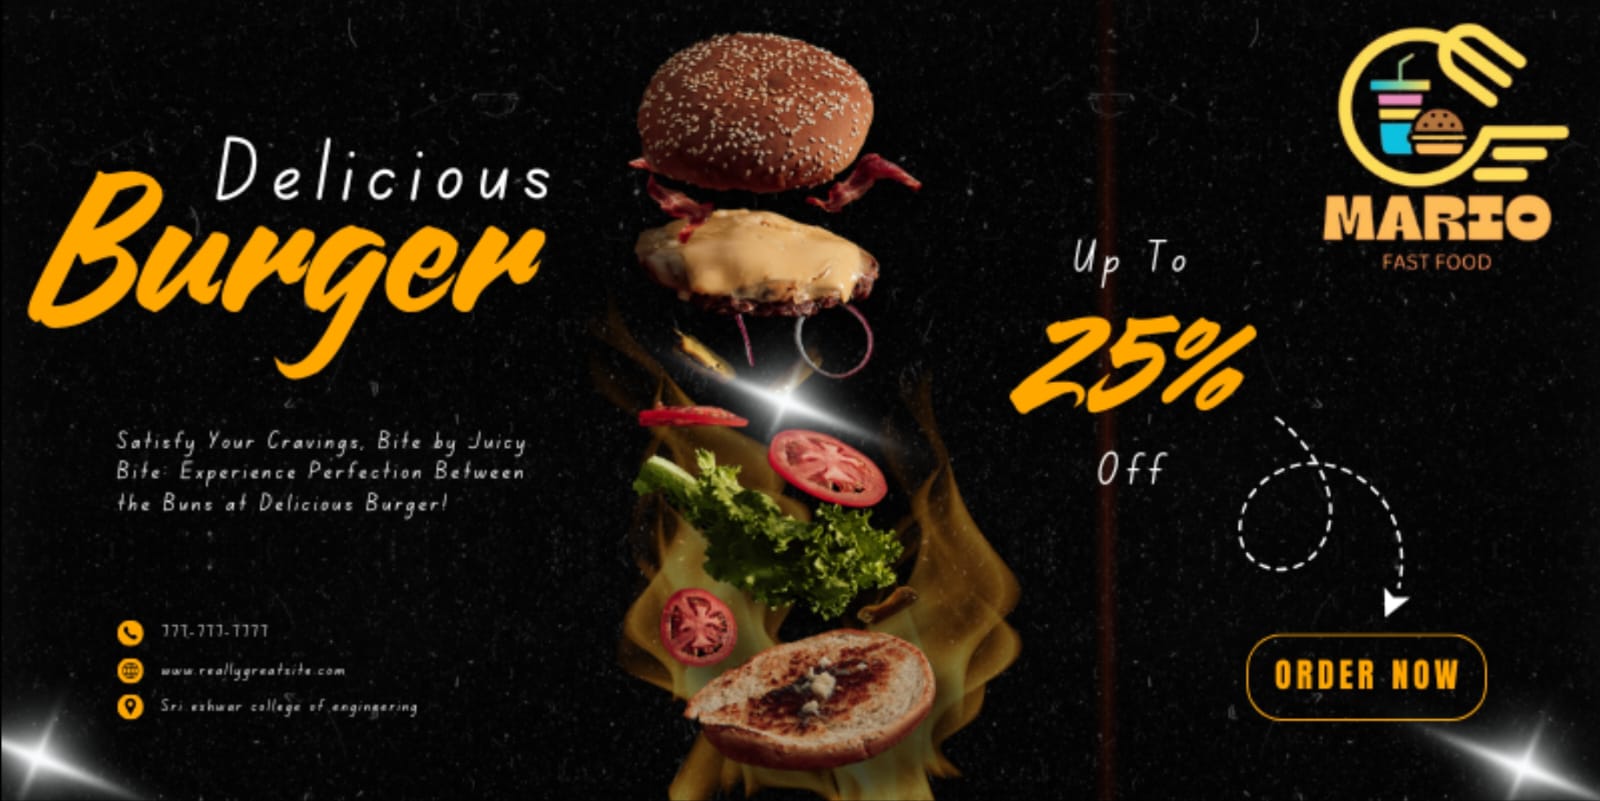 Delicious
Burger
Satisfy Your Cravings, Bite by Juicy
Bite: Experience Perfection Between
the Buns at Delicious Burger!
777-777-7777
www.reallygreatsite.com
Sri eshwar college of engineering
Up To
25%
Off
MARIO
FAST FOOD
ORDER NOW